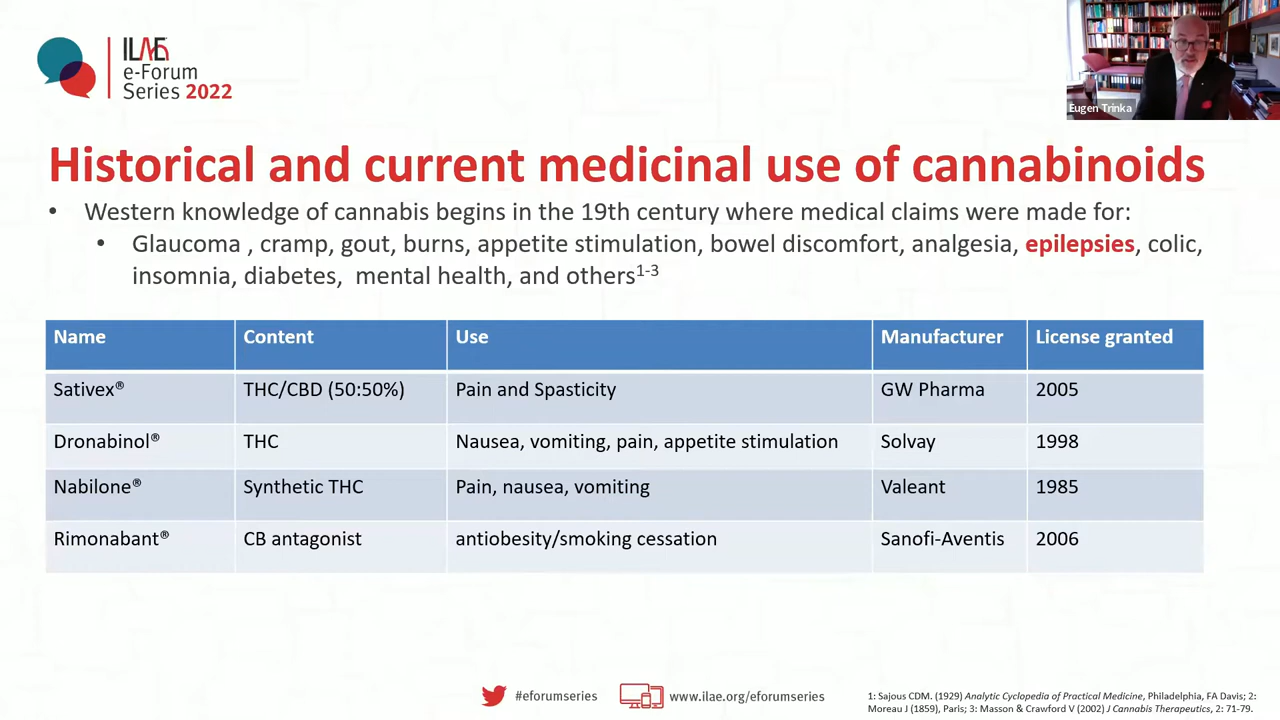 ILAE
e-Forum
Series 2022
Eugen Trinka
Historical and current medicinal use of cannabinoids
• Western knowledge of cannabis begins in the 19th century where medical claims were made for:
• Glaucoma , cramp, gout, burns, appetite stimulation, bowel discomfort, analgesia, epilepsies, colic,
insomnia, diabetes,  mental health, and others1-3
Name Content Use Manufacturer License granted
Sativex® THC/CBD (50:50%) Pain and Spasticity GW Pharma 2005
Dronabinol® THC Nausea, vomiting, pain, appetite stimulation Solvay 1998
Nabilone® Synthetic THC Pain, nausea, vomiting Valeant 1985
Rimonabant® CB antagonist antiobesity/smoking cessation Sanofi-Aventis 2006
#eforumseries www.ilae.org/eforumseries
1: Sajous CDM. (1929) Analytic Cyclopedia of Practical Medicine, Philadelphia, FA Davis; 2:
Moreau J (1859), Paris; 3: Masson & Crawford V (2002) J Cannabis Therapeutics, 2: 71-79.